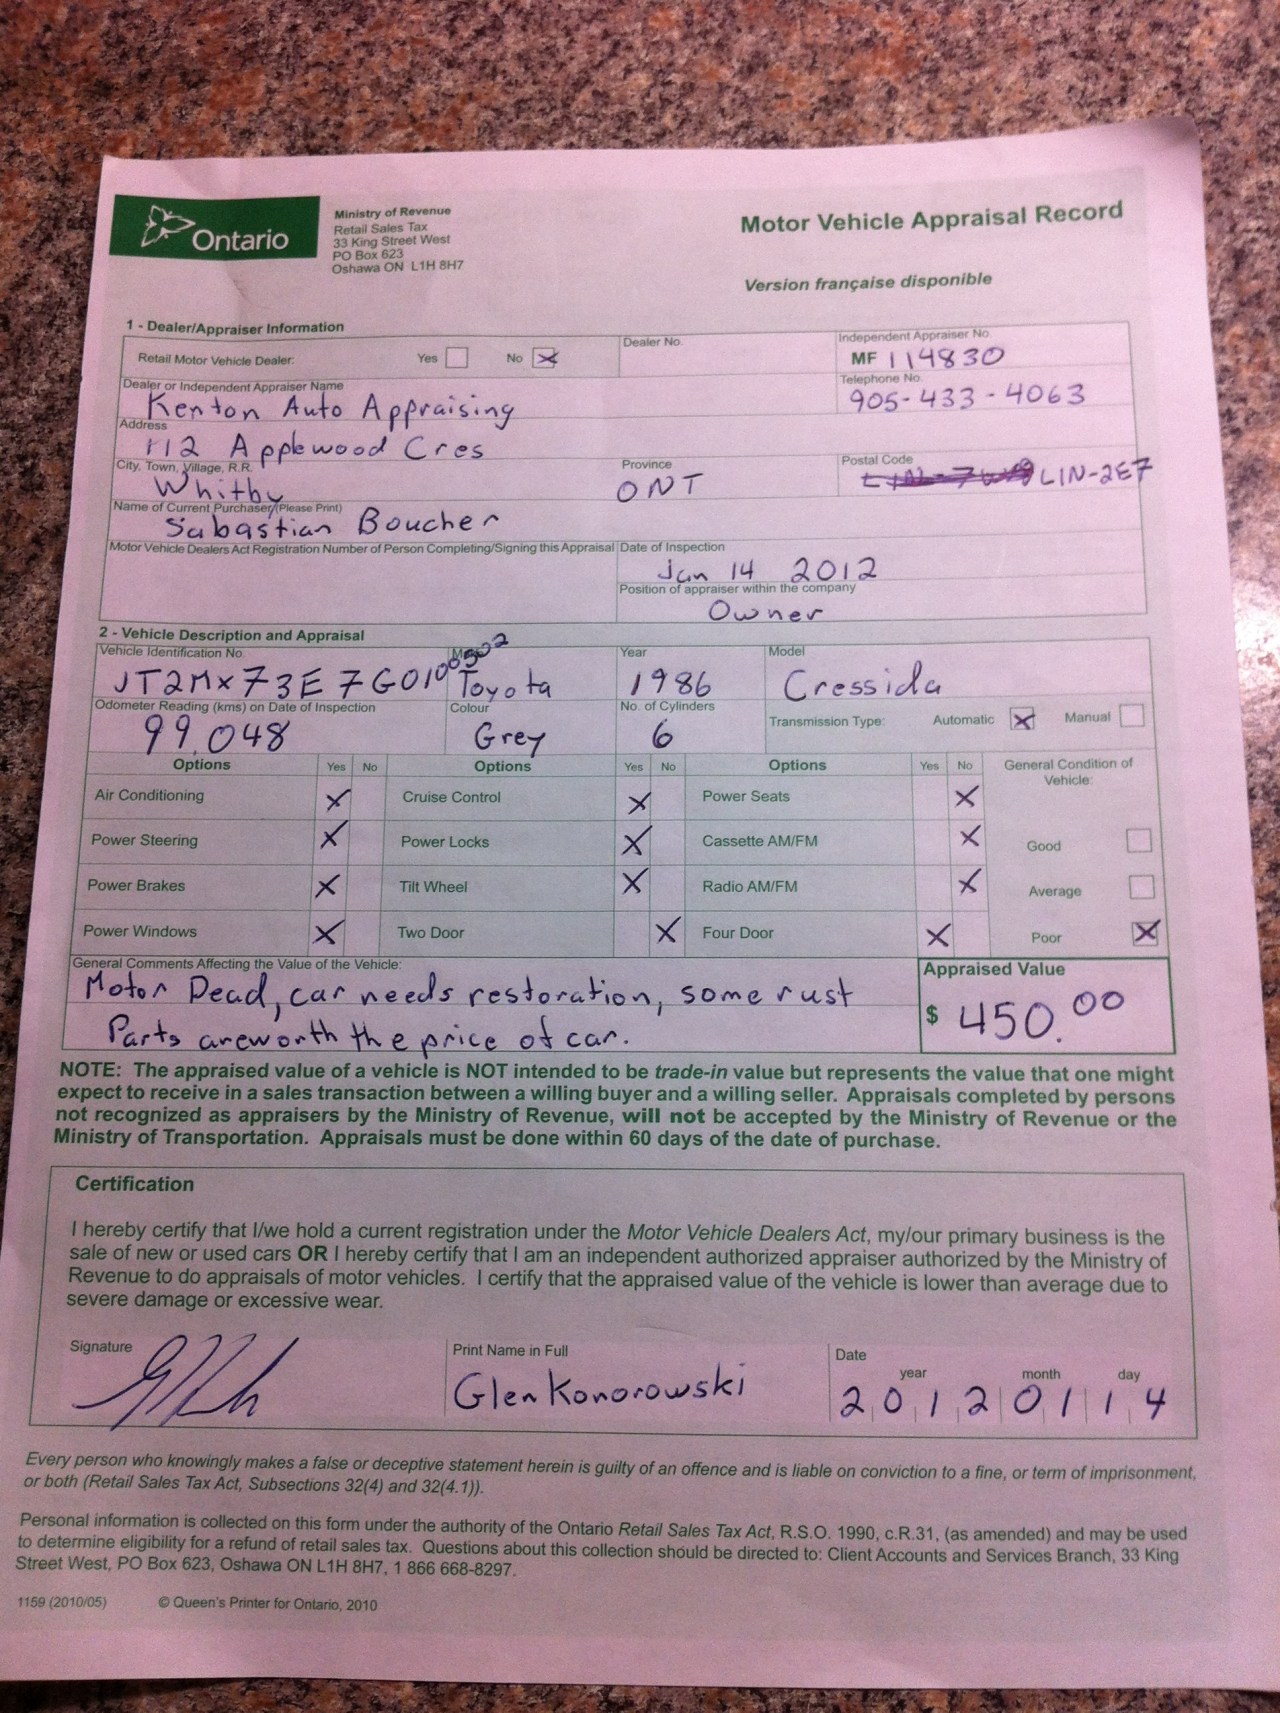 Ontario
Ministry of Revenue
Retail Sales Tax
33 King Street West
PO Box 623
Oshawa ON L1H 8H7
Motor Vehicle Appraisal Record
Version française disponible
1 - Dealer/Appraiser Information
Retail Motor Vehicle Dealer: Yes No
Dealer No.
Independent Appraiser No.
MF 114830
Dealer or Independent Appraiser Name
Kenton Auto Appraising
Telephone No.
905-433-4063
Address
112 Applewood Cres
City, Town, Village, R.R.
Whitby
Province
ONT
Postal Code
L1N-2E7
Name of Current Purchaser (Please Print)
Sabastian Boucher
Motor Vehicle Dealers Act Registration Number of Person Completing/Signing this Appraisal
Date of Inspection
Jan 14 2012
Position of appraiser within the company
Owner
2 - Vehicle Description and Appraisal
Vehicle Identification No.
JT2MX73E7G0100502
Toyota
Year
1986
Model
Cressida
Odometer Reading (kms) on Date of Inspection
99,048
Colour
Grey
No. of Cylinders
6
Transmission Type: Automatic Manual
Options Yes No Options Yes No Options Yes No
General Condition of
Vehicle:
Air Conditioning Cruise Control Power Seats
Power Steering Power Locks Cassette AM/FM Good
Power Brakes Tilt Wheel Radio AM/FM Average
Power Windows Two Door Four Door Poor
General Comments Affecting the Value of the Vehicle:
Motor Dead, car needs restoration, some rust
Parts are worth the price of car.
Appraised Value
$ 450.00
NOTE: The appraised value of a vehicle is NOT intended to be trade-in value but represents the value that one might
expect to receive in a sales transaction between a willing buyer and a willing seller. Appraisals completed by persons
not recognized as appraisers by the Ministry of Revenue, will not be accepted by the Ministry of Revenue or the
Ministry of Transportation. Appraisals must be done within 60 days of the date of purchase.
Certification
I hereby certify that I/we hold a current registration under the Motor Vehicle Dealers Act, my/our primary business is the
sale of new or used cars OR I hereby certify that I am an independent authorized appraiser authorized by the Ministry of
Revenue to do appraisals of motor vehicles. I certify that the appraised value of the vehicle is lower than average due to
severe damage or excessive wear.
Signature
Print Name in Full
Glen Konorowski
Date
year month day
2012 01 14
Every person who knowingly makes a false or deceptive statement herein is guilty of an offence and is liable on conviction to a fine, or term of imprisonment,
or both (Retail Sales Tax Act, Subsections 32(4) and 32(4.1)).
Personal information is collected on this form under the authority of the Ontario Retail Sales Tax Act, R.S.O. 1990, c.R.31, (as amended) and may be used
to determine eligibility for a refund of retail sales tax. Questions about this collection should be directed to: Client Accounts and Services Branch, 33 King
Street West, PO Box 623, Oshawa ON L1H 8H7, 1 866 668-8297.
1159 (2010/05) © Queen's Printer for Ontario, 2010